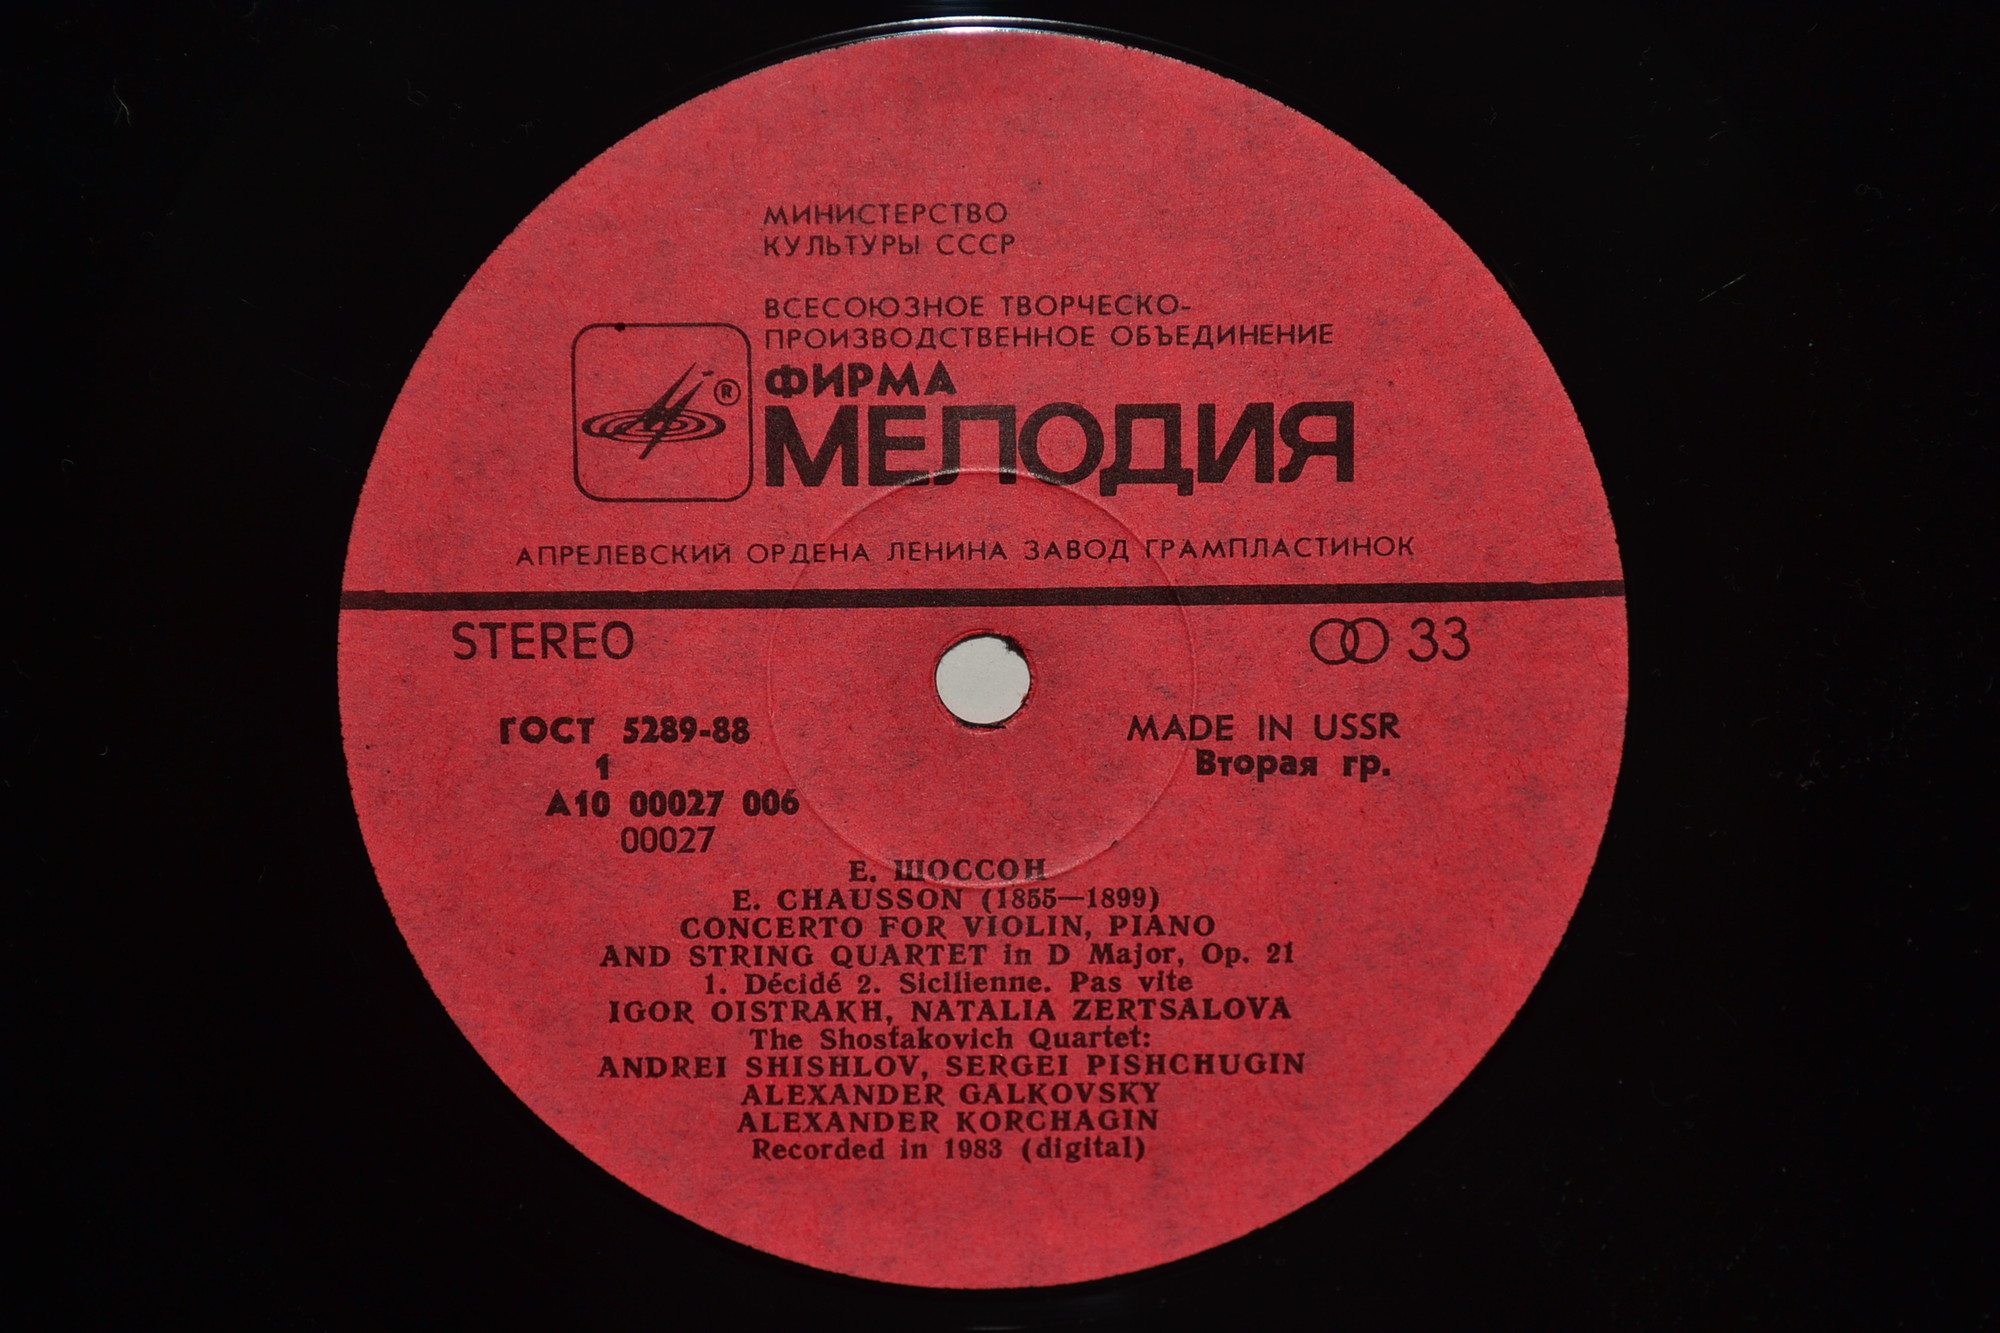 МИНИСТЕРСТВО
КУЛЬТУРЫ СССР
ВСЕСОЮЗНОЕ ТВОРЧЕСКО-
ПРОИЗВОДСТВЕННОЕ ОБЪЕДИНЕНИЕ
®
ФИРМА
МЕЛОДИЯ
АПРЕЛЕВСКИЙ ОРДЕНА ЛЕНИНА ЗАВОД ГРАМПЛАСТИНОК
STEREO 33
ГОСТ 5289-88 MADE IN USSR
1 Вторая гр.
А10 00027 006
00027
Е. ШОССОН
E. CHAUSSON (1855—1899)
CONCERTO FOR VIOLIN, PIANO
AND STRING QUARTET in D Major, Op. 21
1. Décidé 2. Sicilienne. Pas vite
IGOR OISTRAKH, NATALIA ZERTSALOVA
The Shostakovich Quartet:
ANDREI SHISHLOV, SERGEI PISHCHUGIN
ALEXANDER GALKOVSKY
ALEXANDER KORCHAGIN
Recorded in 1983 (digital)